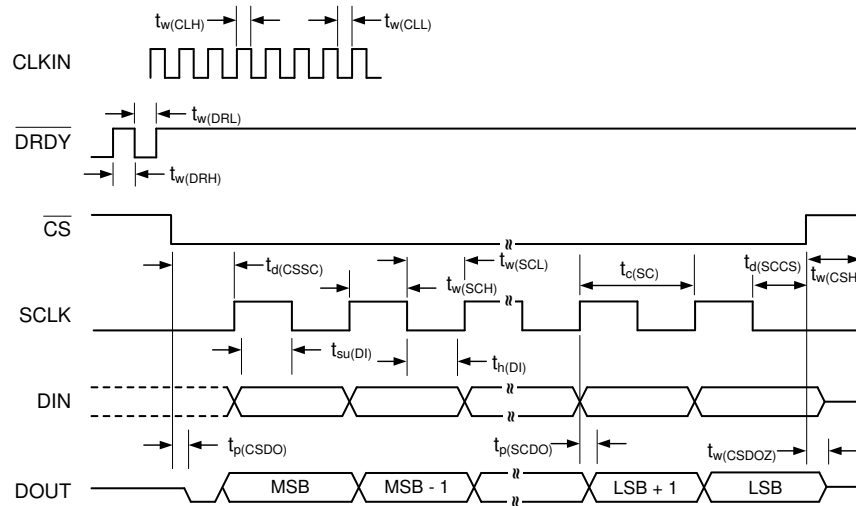 tw(CLH)
tw(CLL)
CLKIN
tw(DRL)
DRDY
tw(DRH)
CS
td(CSSC)
tw(SCL)
tw(SCH)
tc(SC)
td(SCCS)
tw(CSH)
SCLK
tsu(DI)
th(DI)
DIN
tp(CSDO)
tp(SCDO)
tw(CSDOZ)
DOUT
MSB
MSB - 1
LSB + 1
LSB